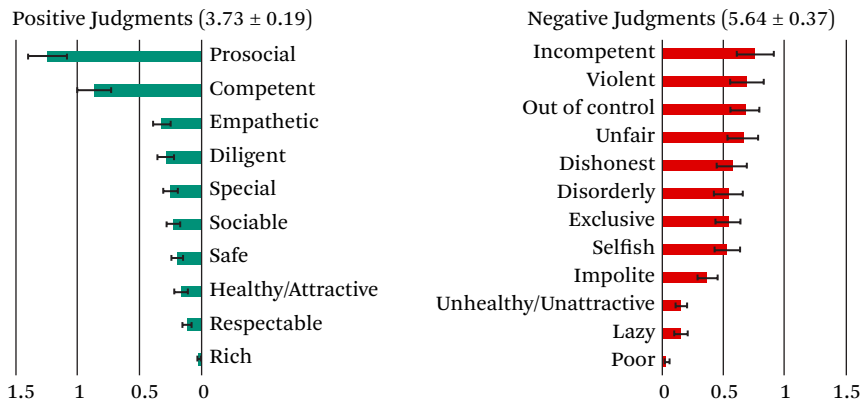 Positive Judgments (3.73 ± 0.19)
Prosocial
Competent
Empathetic
Diligent
Special
Sociable
Safe
Healthy/Attractive
Respectable
Rich
1.5 1 0.5 0
Negative Judgments (5.64 ± 0.37)
Incompetent
Violent
Out of control
Unfair
Dishonest
Disorderly
Exclusive
Selfish
Impolite
Unhealthy/Unattractive
Lazy
Poor
0 0.5 1 1.5